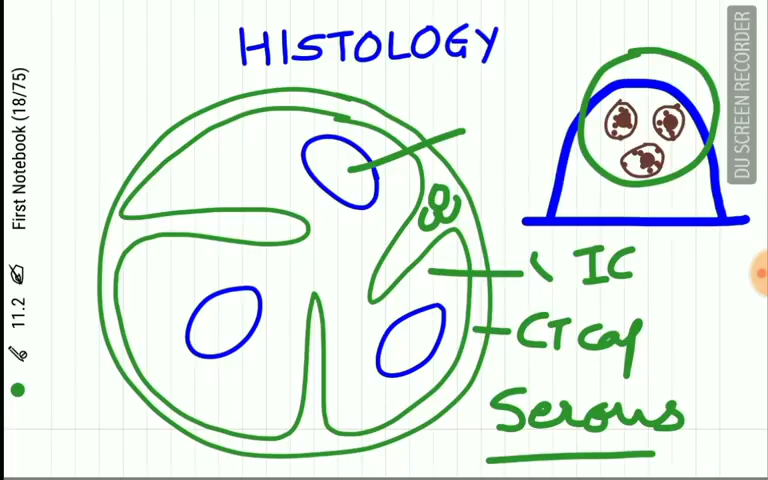 HISTOLOGY
IC
CT cap
Serous
First Notebook (18/75)
11.2
DU SCREEN RECORDER